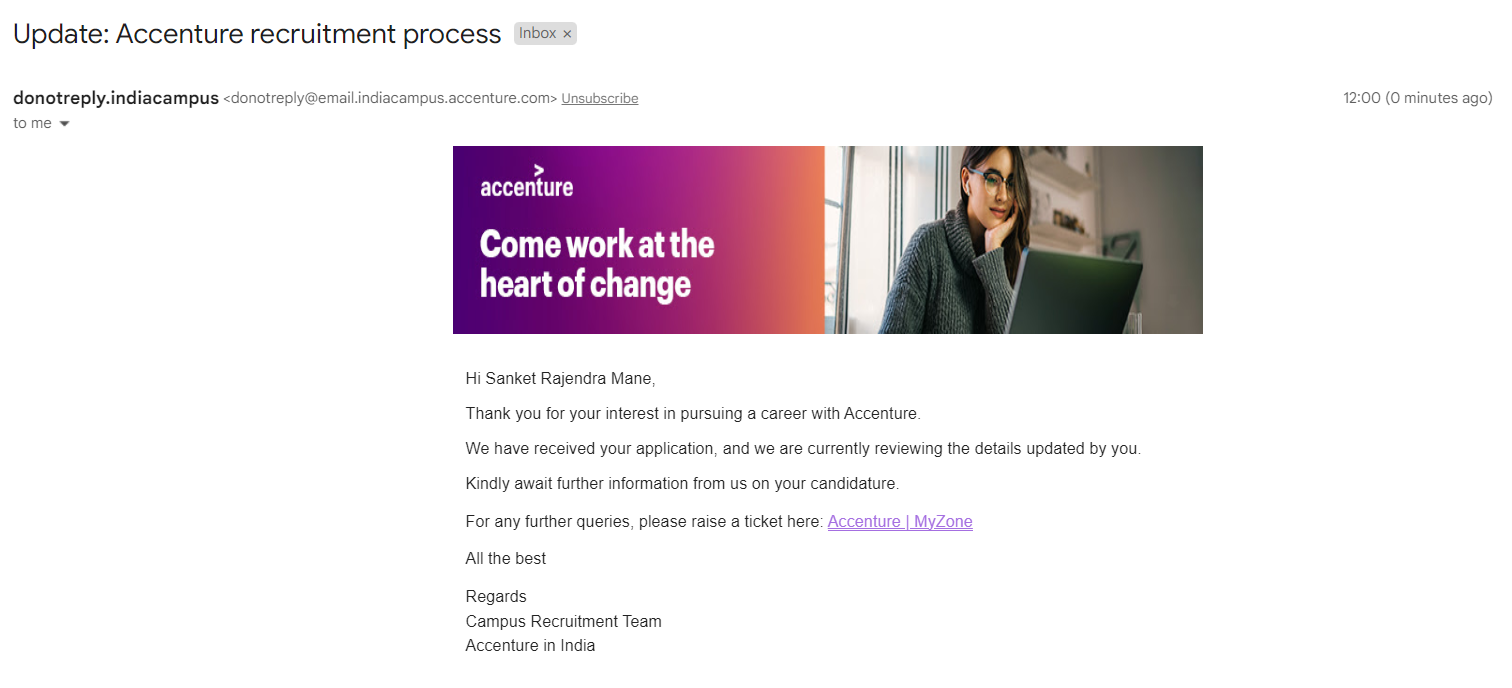 Update: Accenture recruitment process Inbox ×
donotreply.indiacampus <donotreply@email.indiacampus.accenture.com> Unsubscribe 12:00 (0 minutes ago)
to me
accenture
Come work at the
heart of change
Hi Sanket Rajendra Mane,
Thank you for your interest in pursuing a career with Accenture.
We have received your application, and we are currently reviewing the details updated by you.
Kindly await further information from us on your candidature.
For any further queries, please raise a ticket here: Accenture | MyZone
All the best
Regards
Campus Recruitment Team
Accenture in India